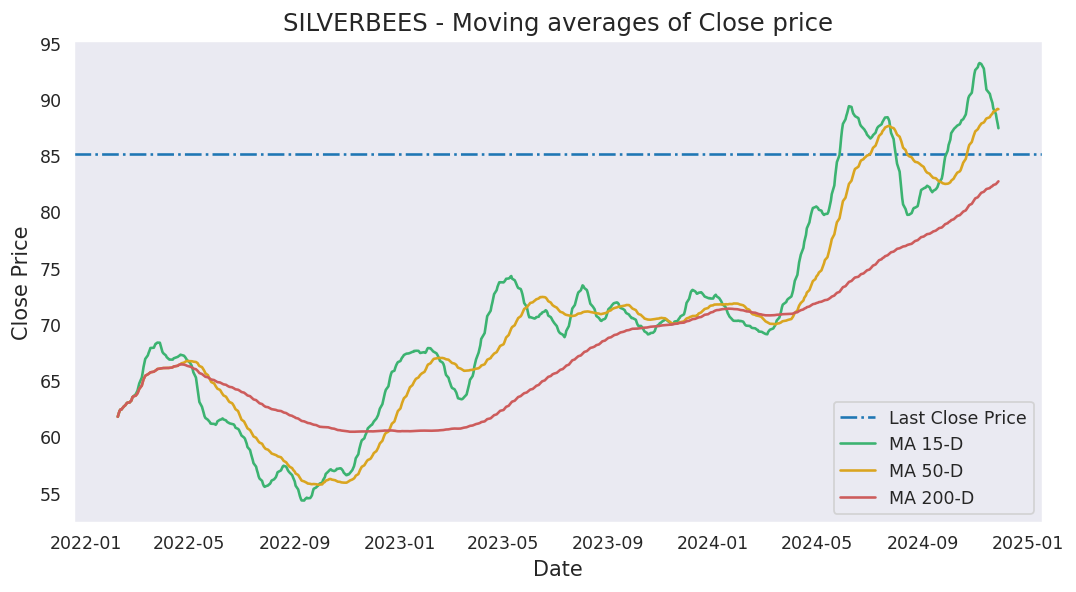 SILVERBEES - Moving averages of Close price
Close Price
95
90
85
80
75
70
65
60
55
Last Close Price
MA 15-D
MA 50-D
MA 200-D
2022-01 2022-05 2022-09 2023-01 2023-05 2023-09 2024-01 2024-05 2024-09 2025-01
Date